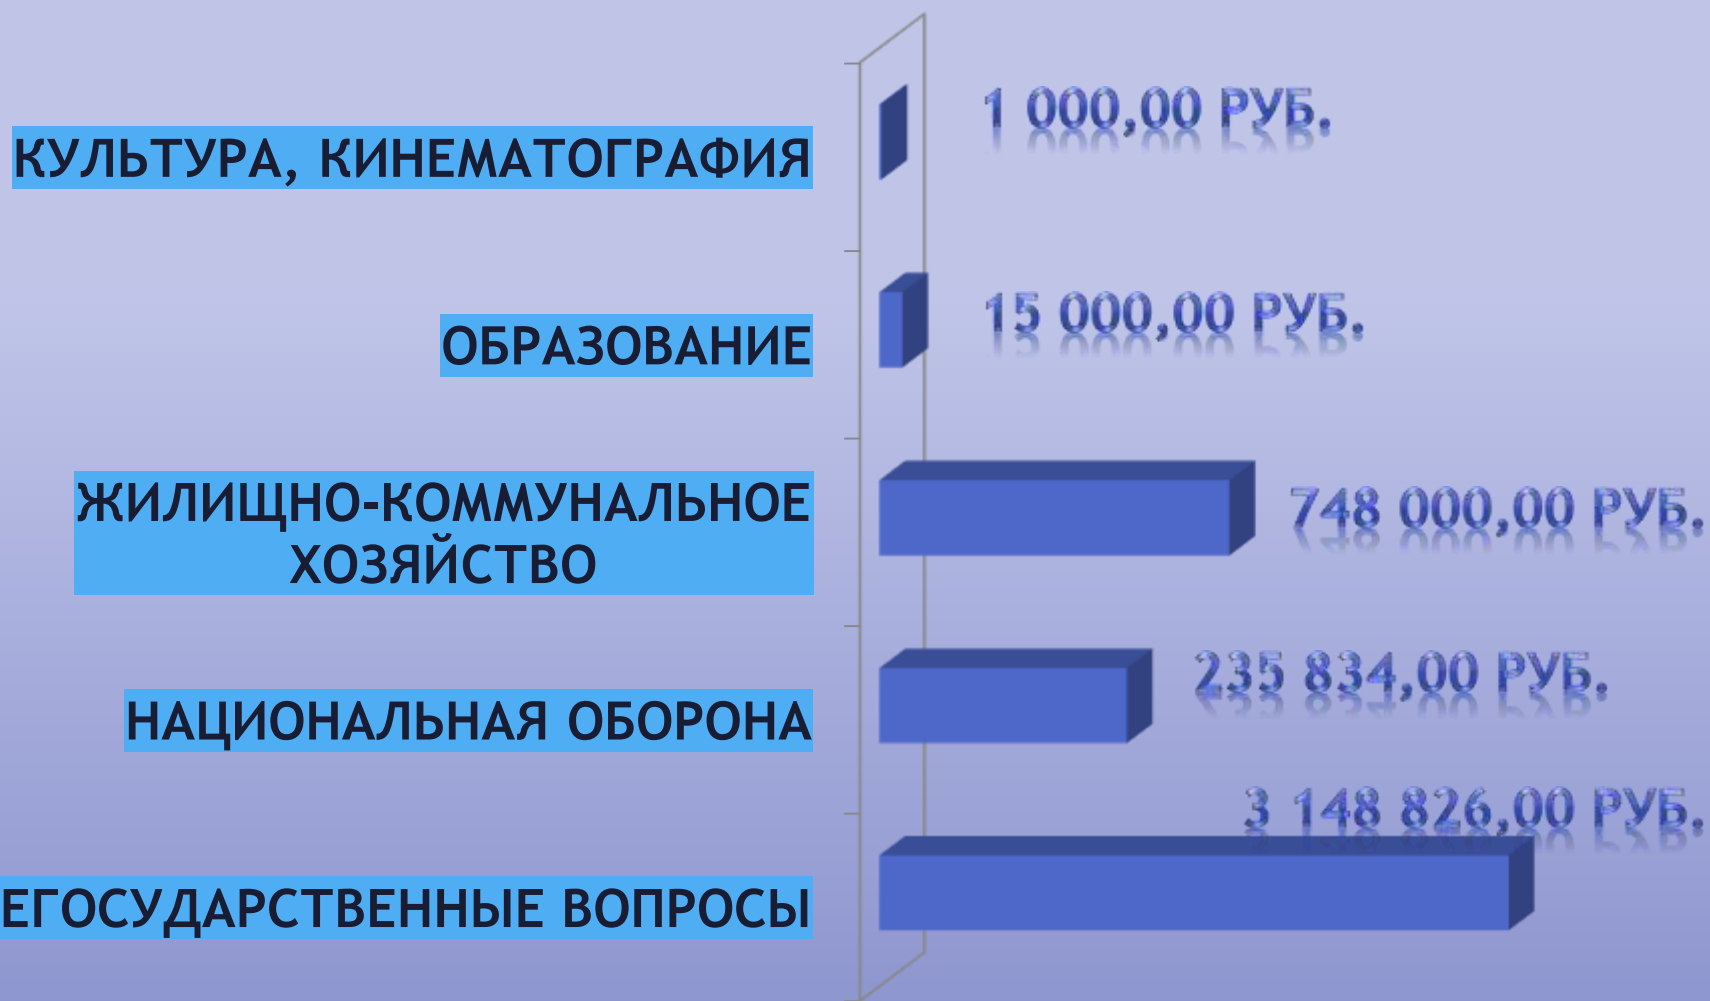 КУЛЬТУРА, КИНЕМАТОГРАФИЯ
1 000,00 РУБ.
ОБРАЗОВАНИЕ
15 000,00 РУБ.
ЖИЛИЩНО-КОММУНАЛЬНОЕ
ХОЗЯЙСТВО
748 000,00 РУБ.
НАЦИОНАЛЬНАЯ ОБОРОНА
235 834,00 РУБ.
ЕГОСУДАРСТВЕННЫЕ ВОПРОСЫ
3 148 826,00 РУБ.